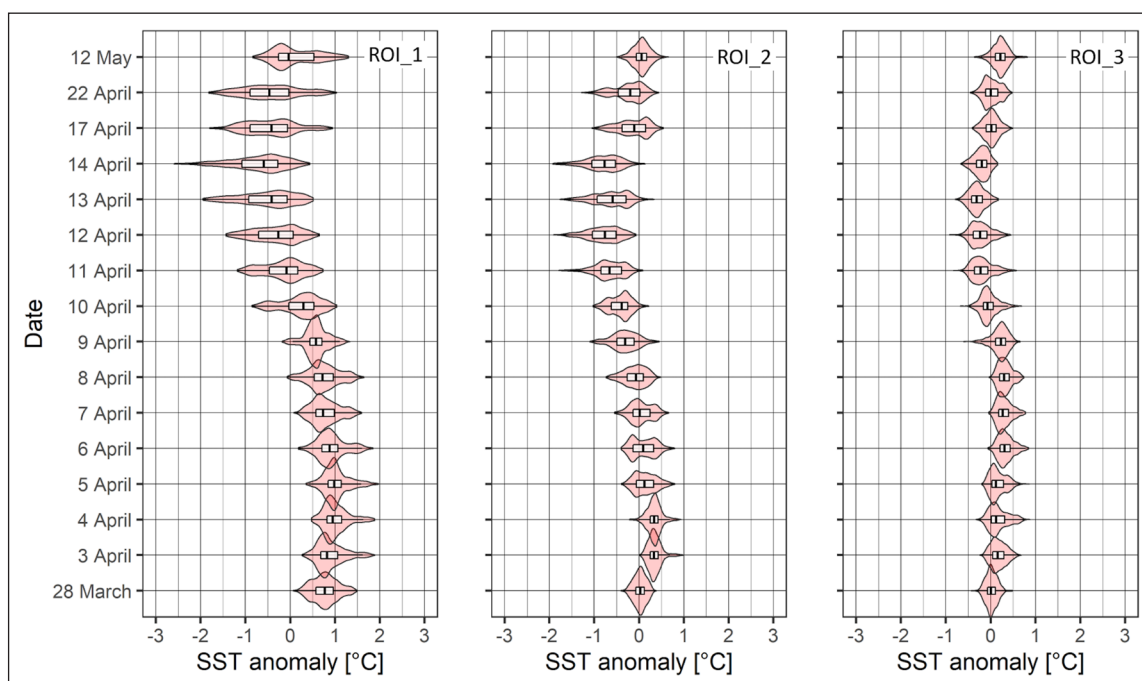 ROI_1
ROI_2
ROI_3
Date
12 May
22 April
17 April
14 April
13 April
12 April
11 April
10 April
9 April
8 April
7 April
6 April
5 April
4 April
3 April
28 March
-3 -2 -1 0 1 2 3
-3 -2 -1 0 1 2 3
-3 -2 -1 0 1 2 3
SST anomaly [°C]
SST anomaly [°C]
SST anomaly [°C]